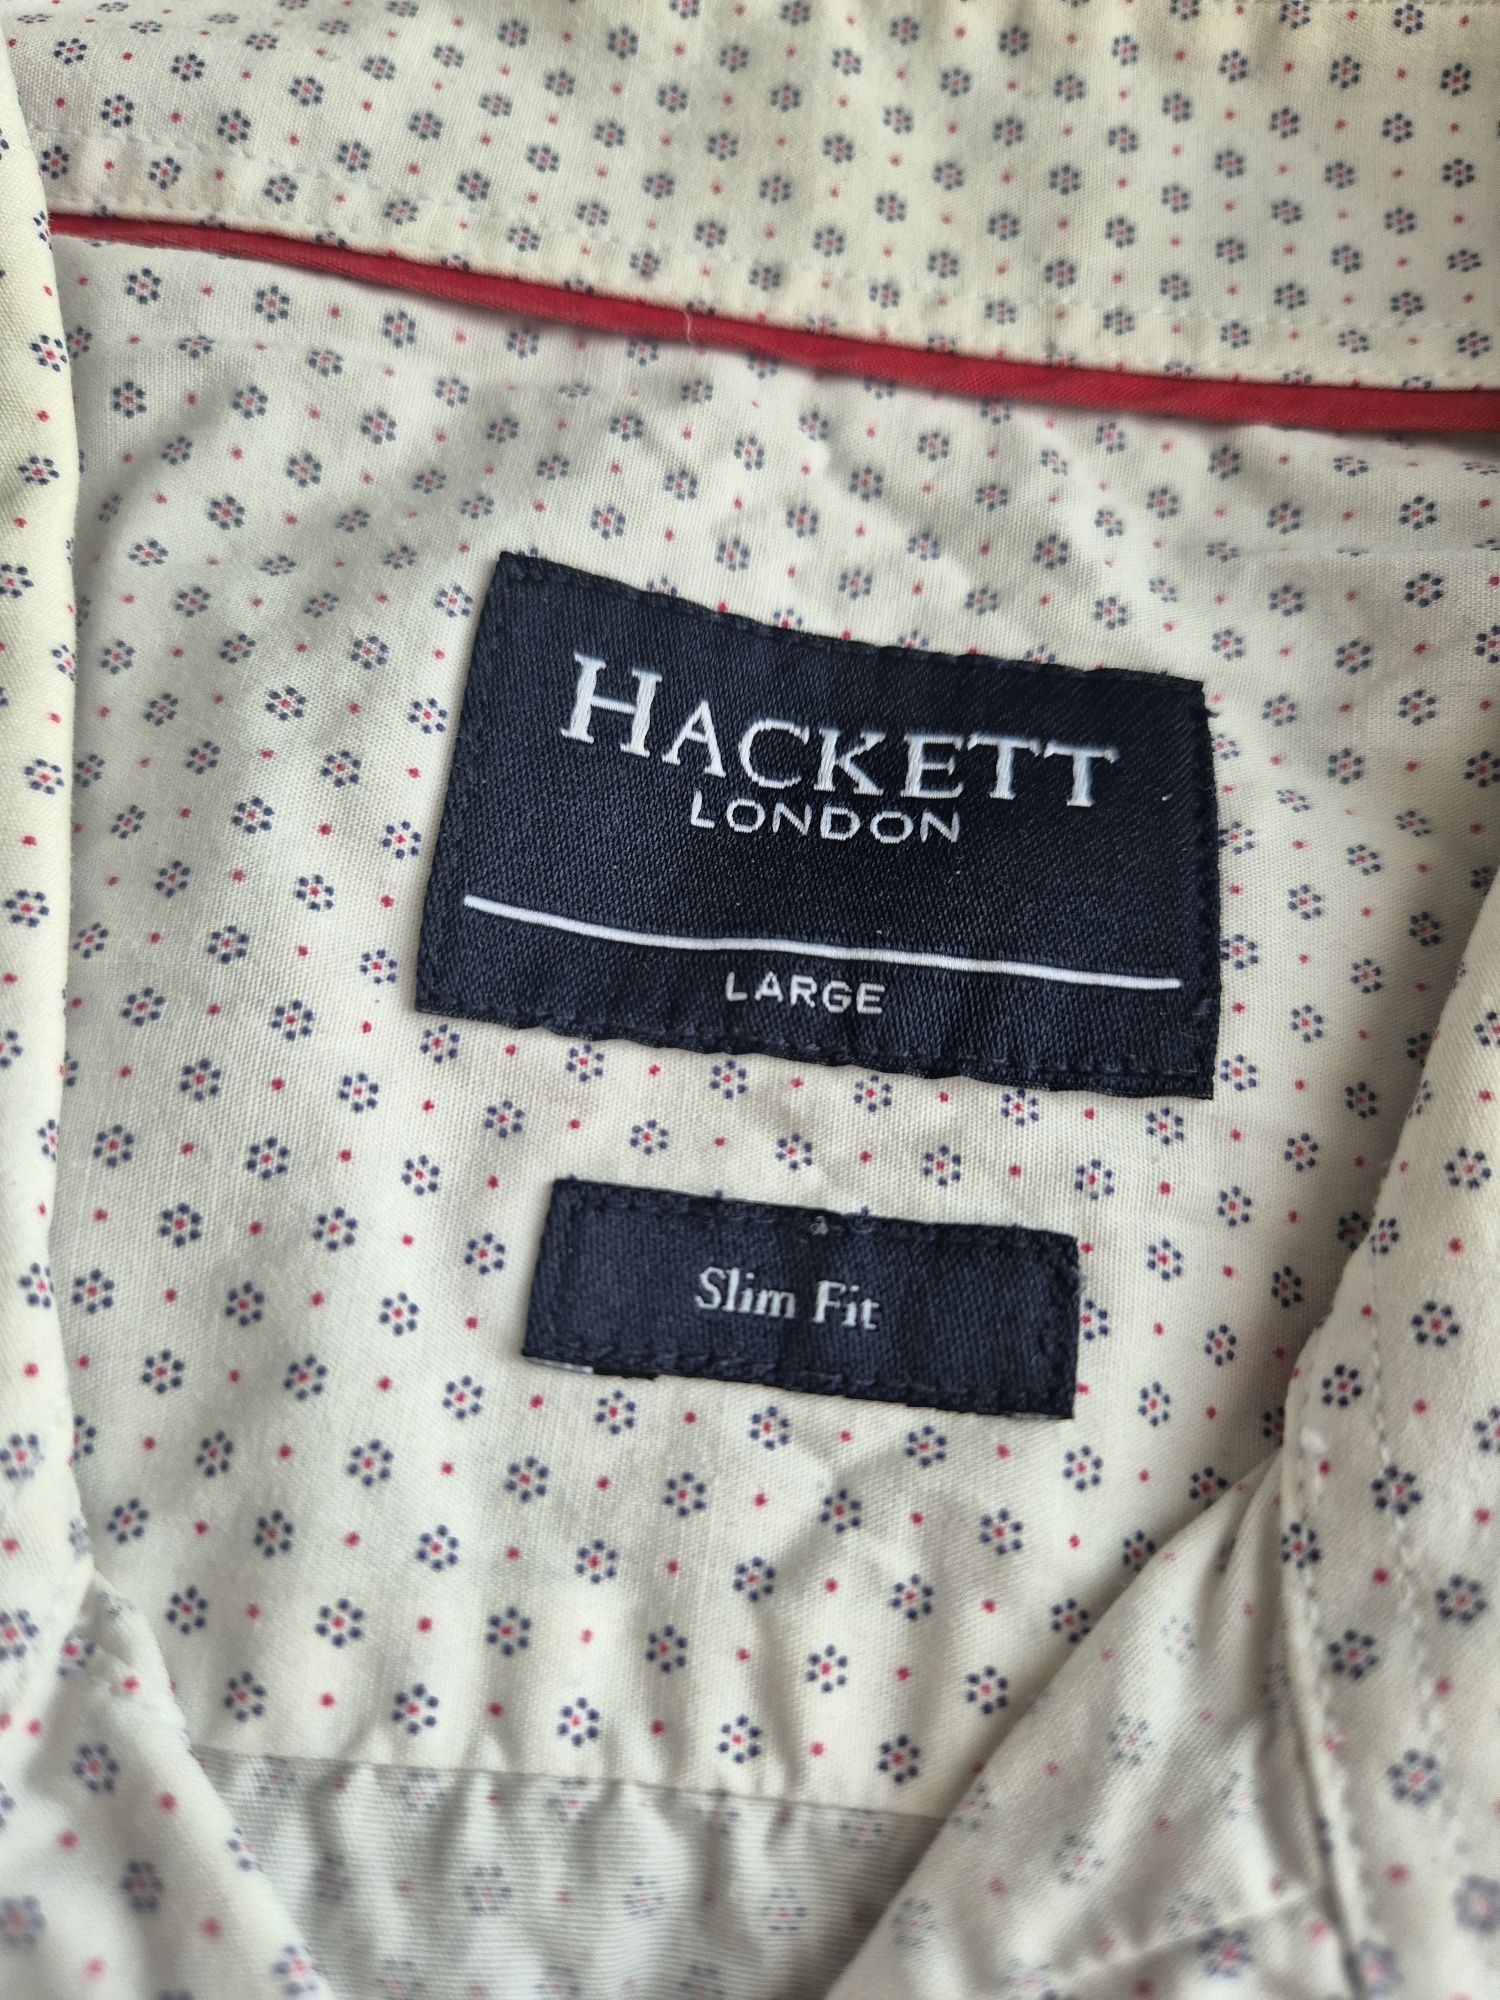 HACKETT
LONDON
LARGE
Slim Fit